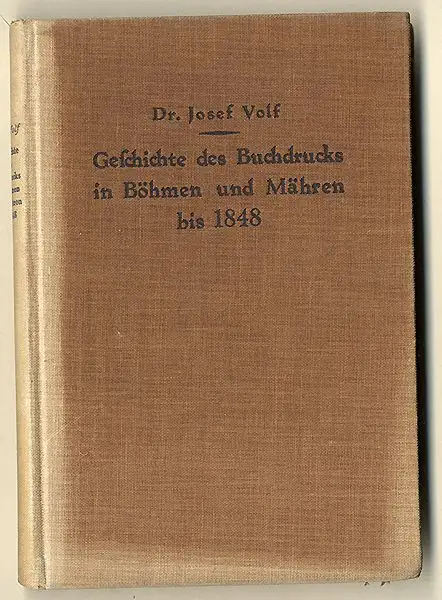 Dr. Josef Volf
Geschichte des Buchdrucks
in Böhmen und Mähren
bis 1848